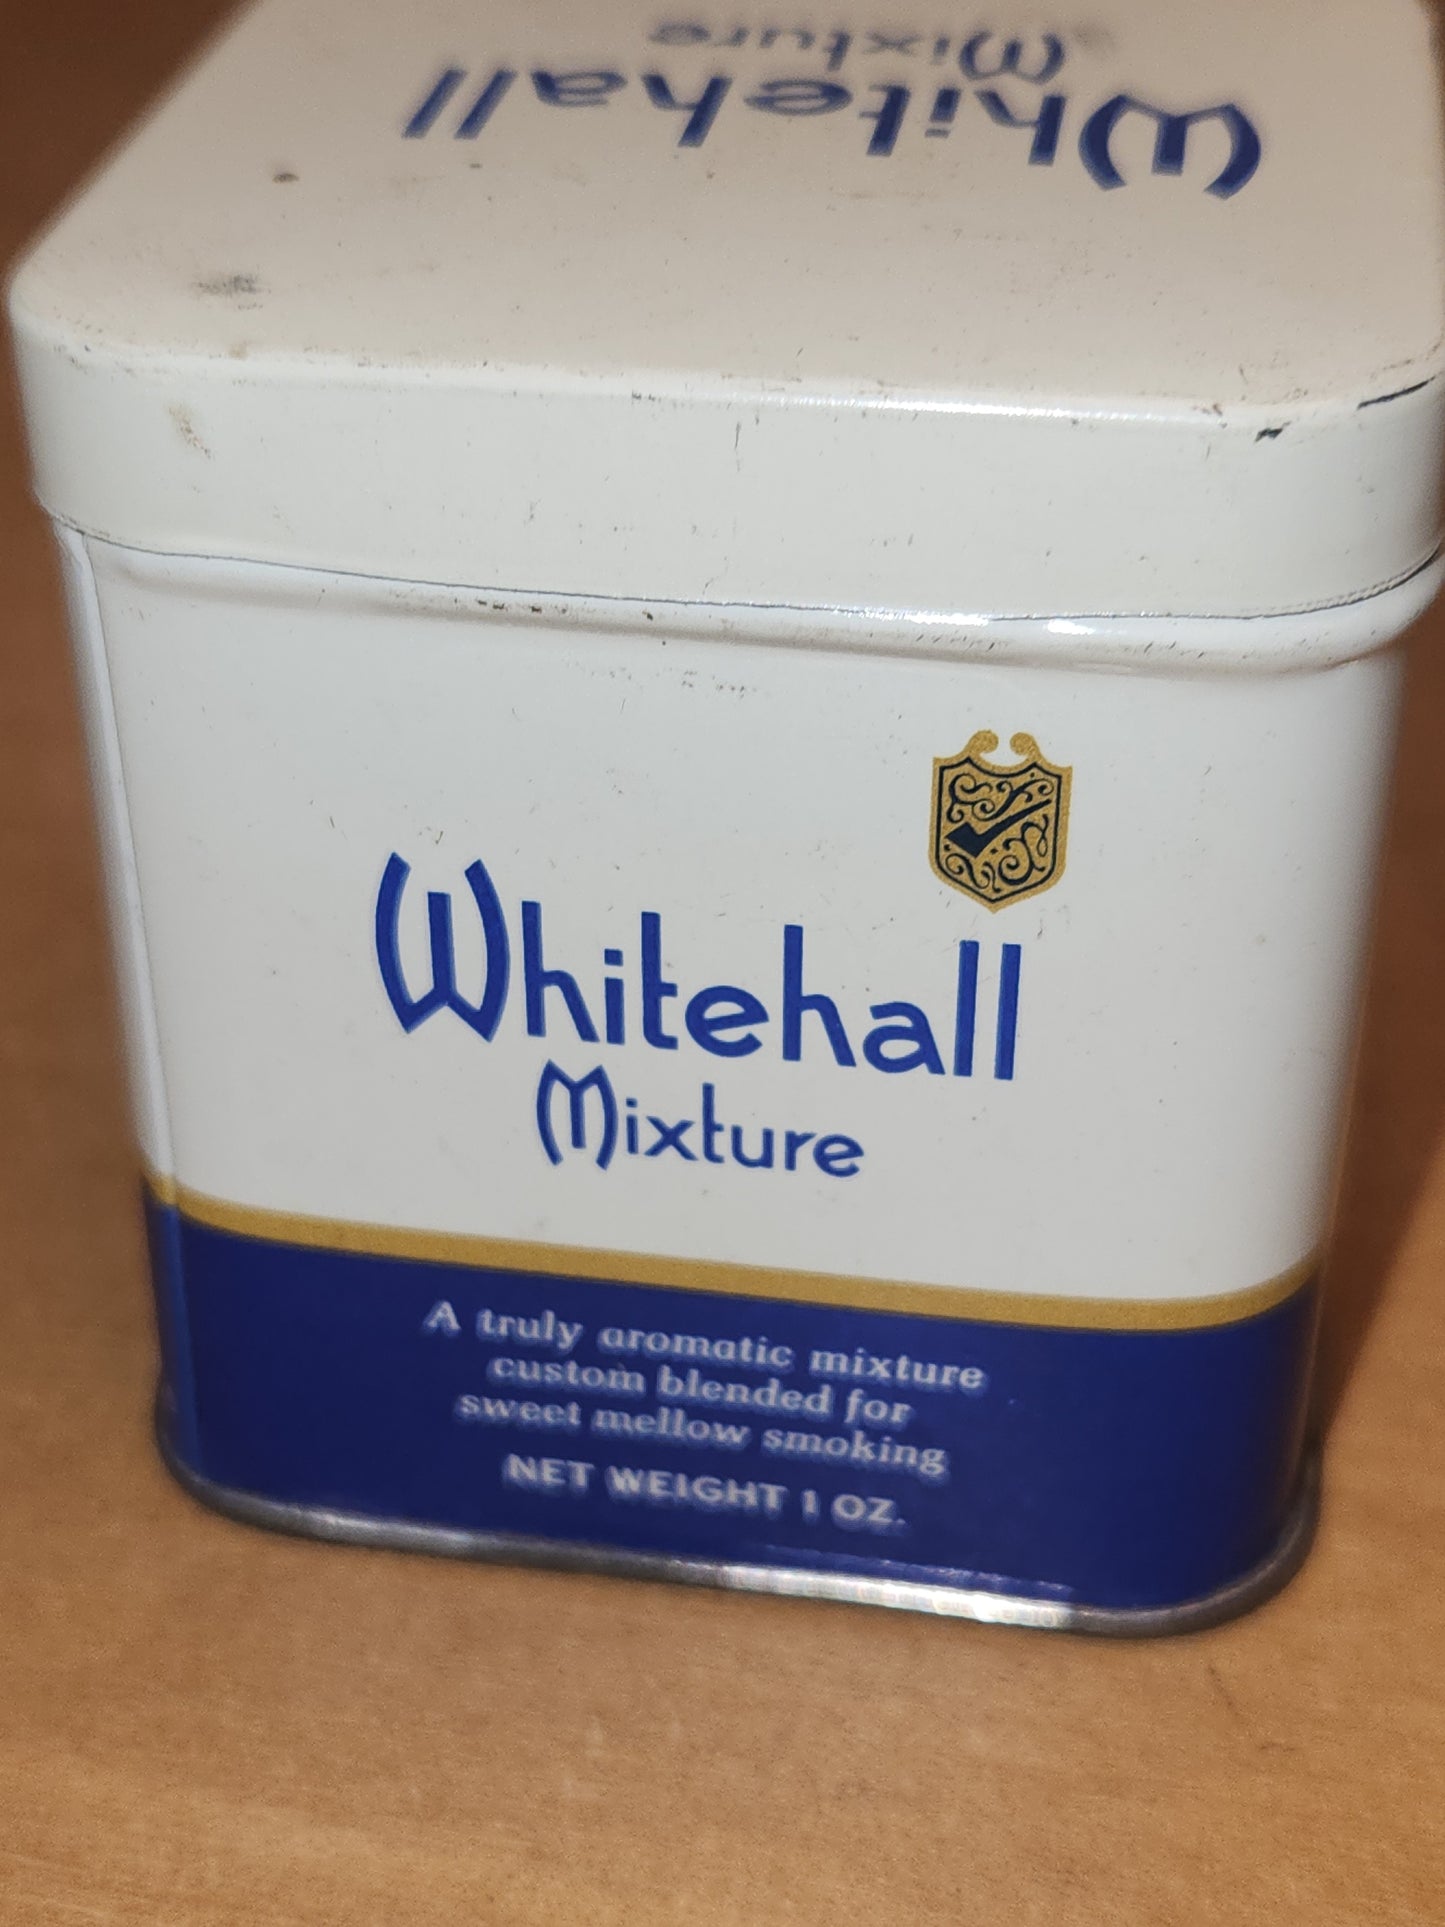 Whitehall
Mixture
Whitehall
Mixture
A truly aromatic mixture
custom blended for
sweet mellow smoking
NET WEIGHT 1 OZ.